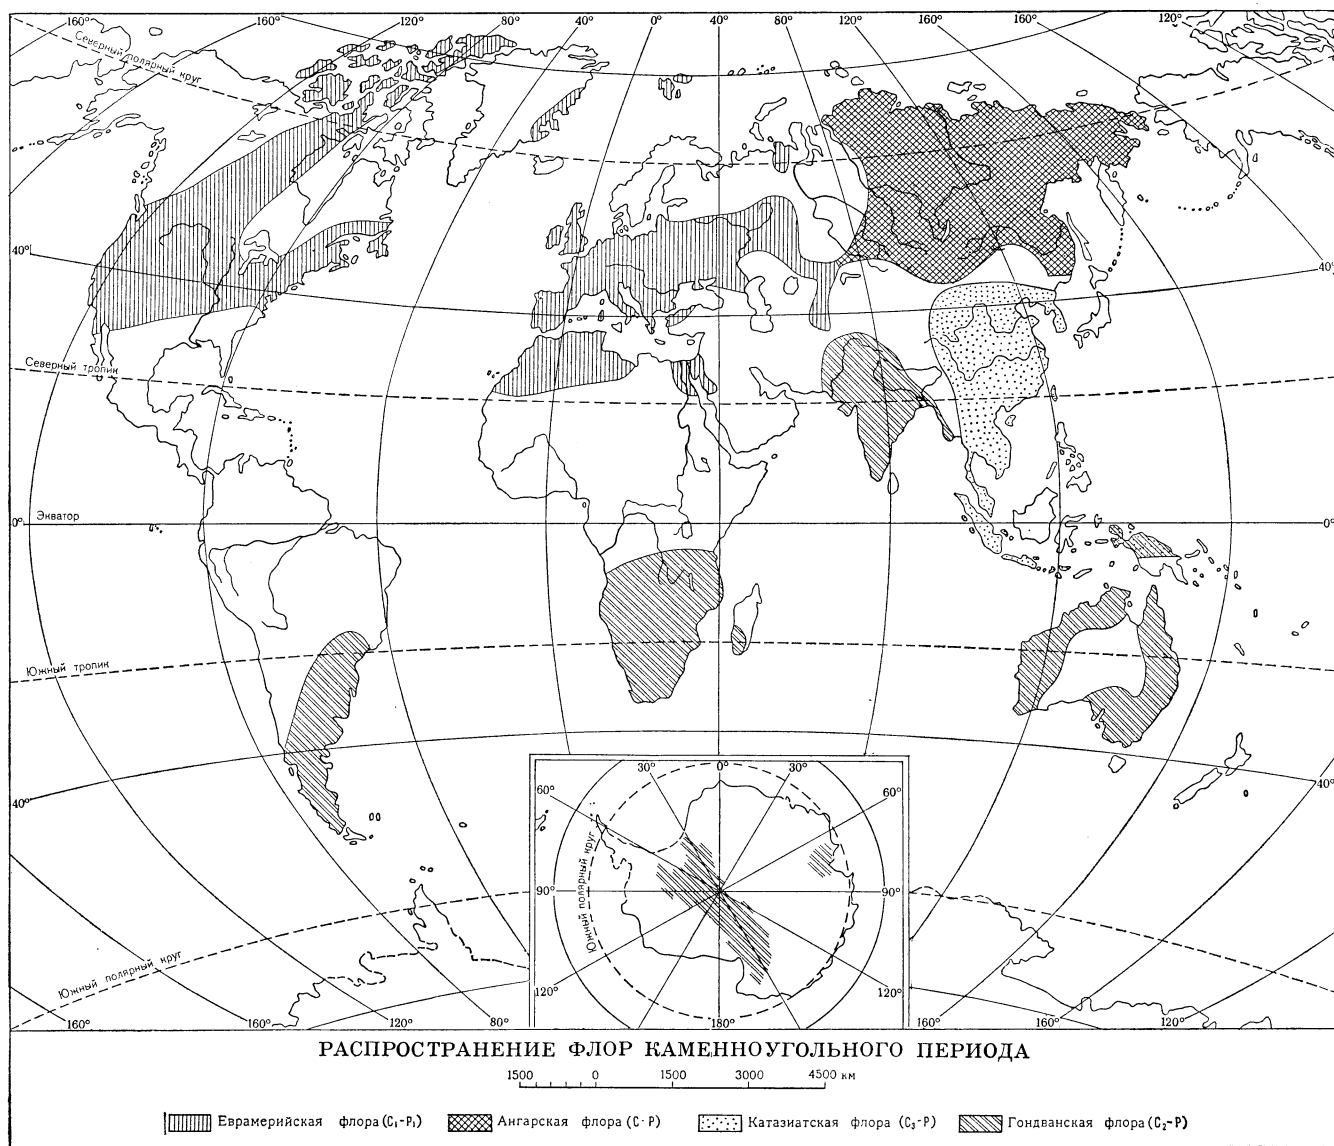 160° 160° 120° 80° 40° 0° 40° 80° 120° 160° 160° 120°
Северный полярный круг
40° 40°
Северный тропик
0° Экватор 0°
Южный тропик
40° 40°
30° 0° 30°
60° 60°
Южный полярный круг
90° 90°
Южный полярный круг
120° 120°
160° 160° 120° 80° 180° 160° 160° 120°
РАСПРОСТРАНЕНИЕ ФЛОР КАМЕННОУГОЛЬНОГО ПЕРИОДА
1500 0 1500 3000 4500 км
Еврамерийская флора (C₁-P₁) Ангарская флора (C-P) Катазиатская флора (C₃-P) Гондванская флора (C₂-P)